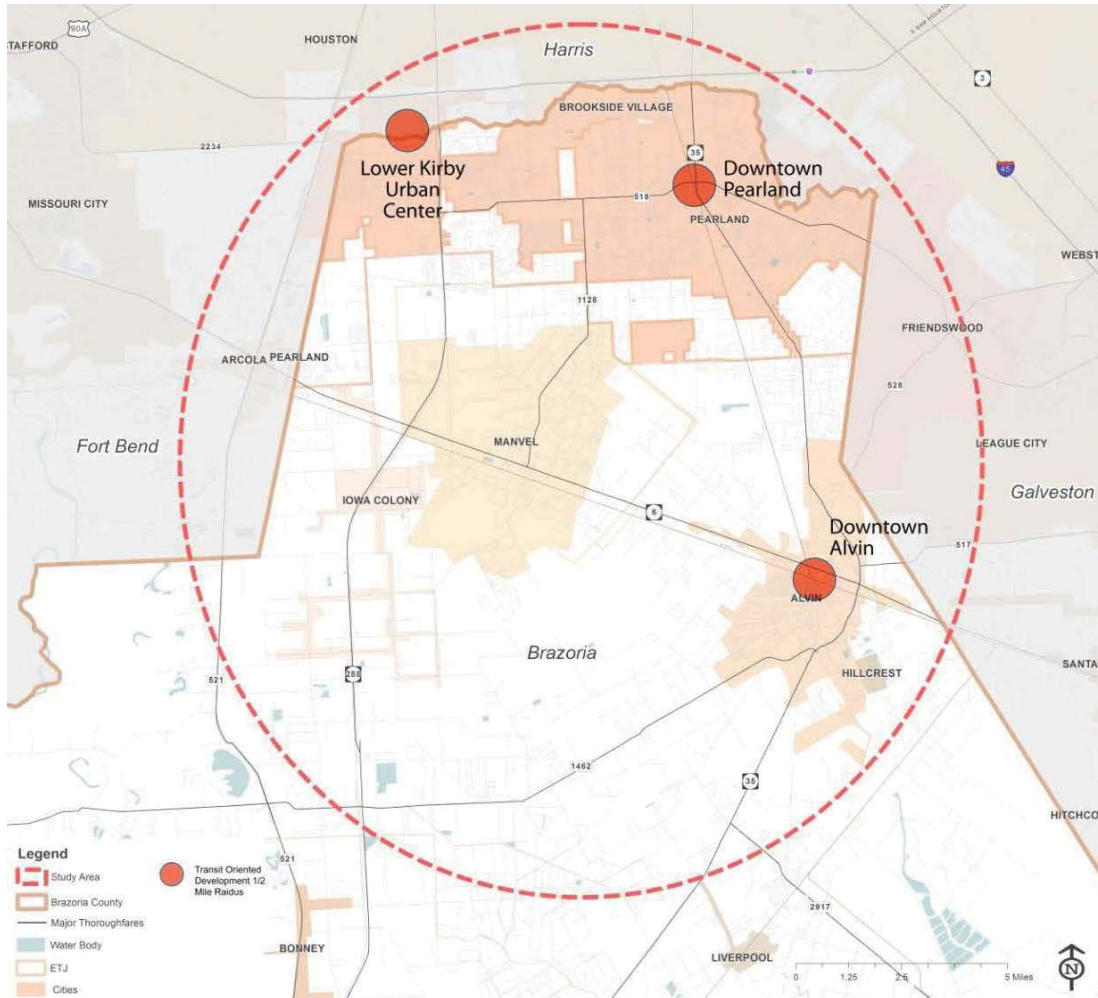 90A
STAFFORD
HOUSTON
Harris
3
BROOKSIDE VILLAGE
2234
Lower Kirby
Urban
Center
35
Downtown
Pearland
45
MISSOURI CITY
518
PEARLAND
WEBST
1128
FRIENDSWOOD
ARCOLA PEARLAND
528
Fort Bend
MANVEL
LEAGUE CITY
IOWA COLONY
Galveston
6
Downtown
Alvin
517
ALVIN
Brazoria
288
HILLCREST
SANTA
521
1462
35
HITCHCO
Legend
Study Area
Brazoria County
Major Thoroughfares
Water Body
ETJ
Cities
Transit Oriented
Development 1/2
Mile Raidus
521
BONNEY
2917
LIVERPOOL
0 1.25 2.5 5 Miles
N